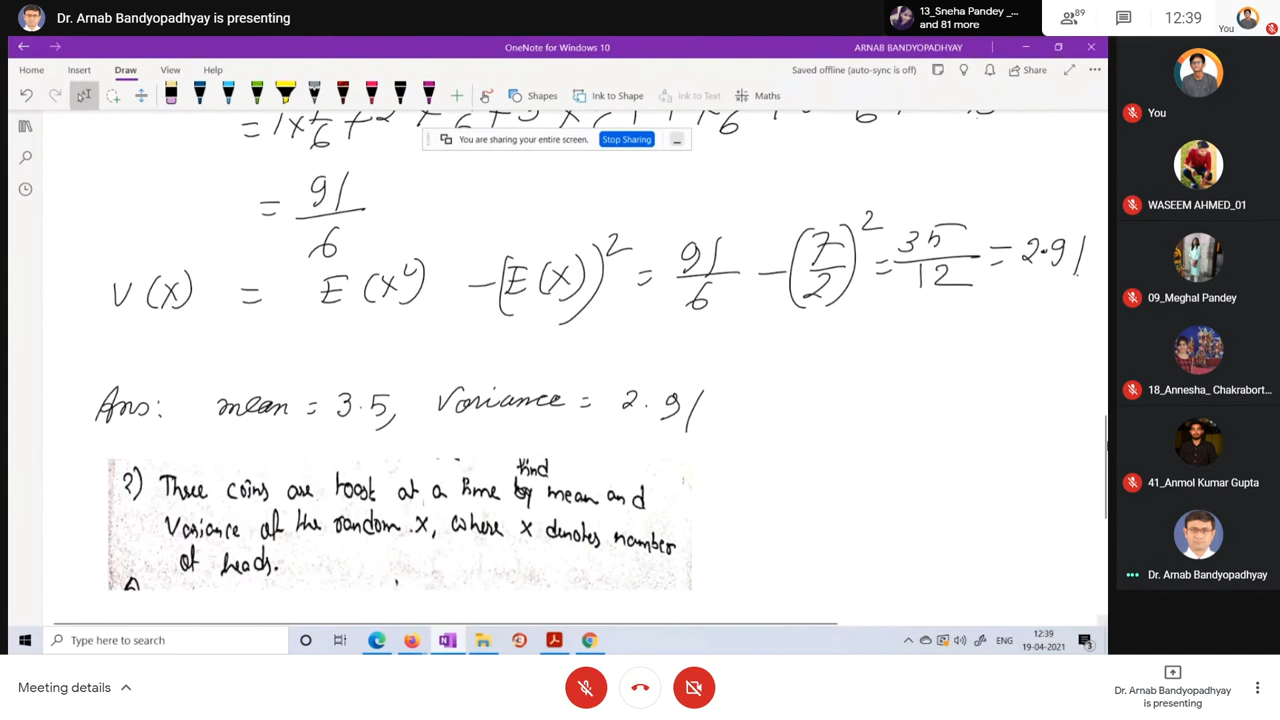 Dr. Arnab Bandyopadhyay is presenting
13_Sneha Pandey _...
and 81 more
89
12:39
You
OneNote for Windows 10
ARNAB BANDYOPADHYAY
Home Insert Draw View Help
Saved offline (auto-sync is off)
Share
Shapes
Ink to Shape
Ink to Text
Maths
You are sharing your entire screen.
Stop Sharing
= 91/6
V(X) = E(X²) - (E(X))² = 91/6 - (7/2)² = 35/12 = 2.91
Ans: mean = 3.5, Variance = 2.91
2) Three coins are tosst at a time find mean and
Variance of the random x, where x denotes number
of heads.
You
WASEEM AHMED_01
09_Meghal Pandey
18_Annesha_ Chakrabort...
41_Anmol Kumar Gupta
Dr. Arnab Bandyopadhyay
Type here to search
ENG
12:39
19-04-2021
3
Meeting details
Dr. Arnab Bandyopadhyay
is presenting